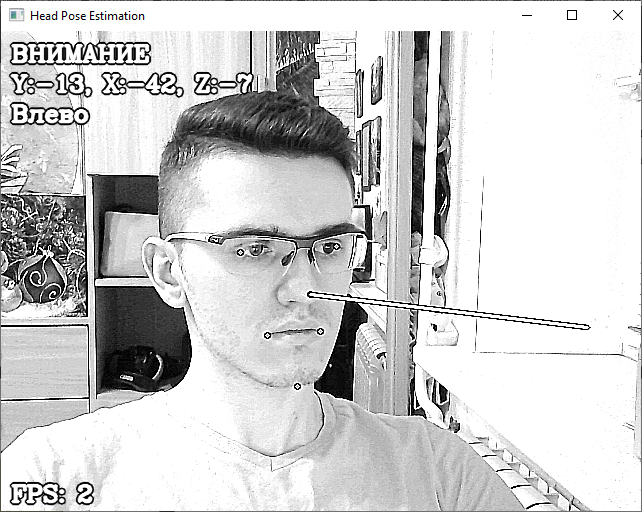 Head Pose Estimation
ВНИМАНИЕ
Y:-13, X:-42, Z:-7
Влево
FPS: 2